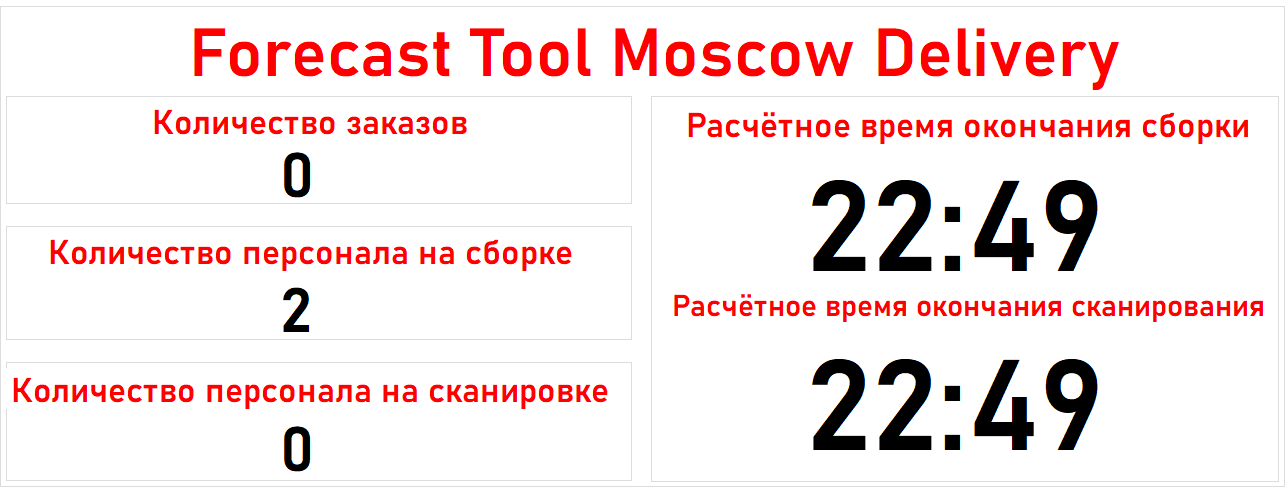 Forecast Tool Moscow Delivery
Количество заказов
0
Количество персонала на сборке
2
Количество персонала на сканировке
0
Расчётное время окончания сборки
22:49
Расчётное время окончания сканирования
22:49